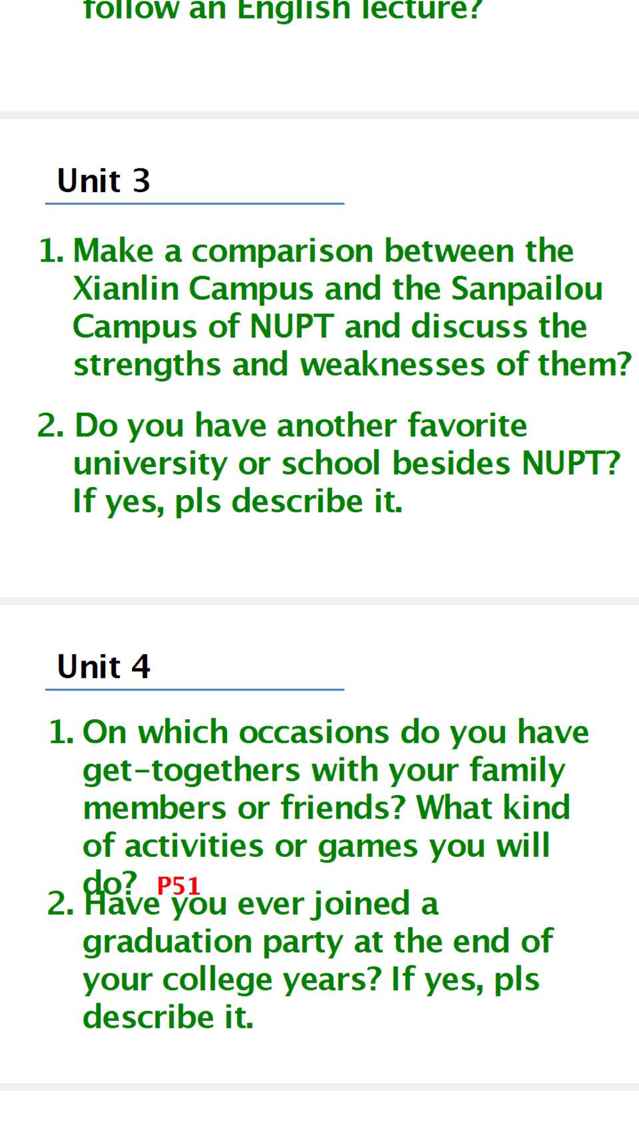 follow an English lecture?
Unit 3
1. Make a comparison between the
Xianlin Campus and the Sanpailou
Campus of NUPT and discuss the
strengths and weaknesses of them?
2. Do you have another favorite
university or school besides NUPT?
If yes, pls describe it.
Unit 4
1. On which occasions do you have
get-togethers with your family
members or friends? What kind
of activities or games you will
do? P51
2. Have you ever joined a
graduation party at the end of
your college years? If yes, pls
describe it.